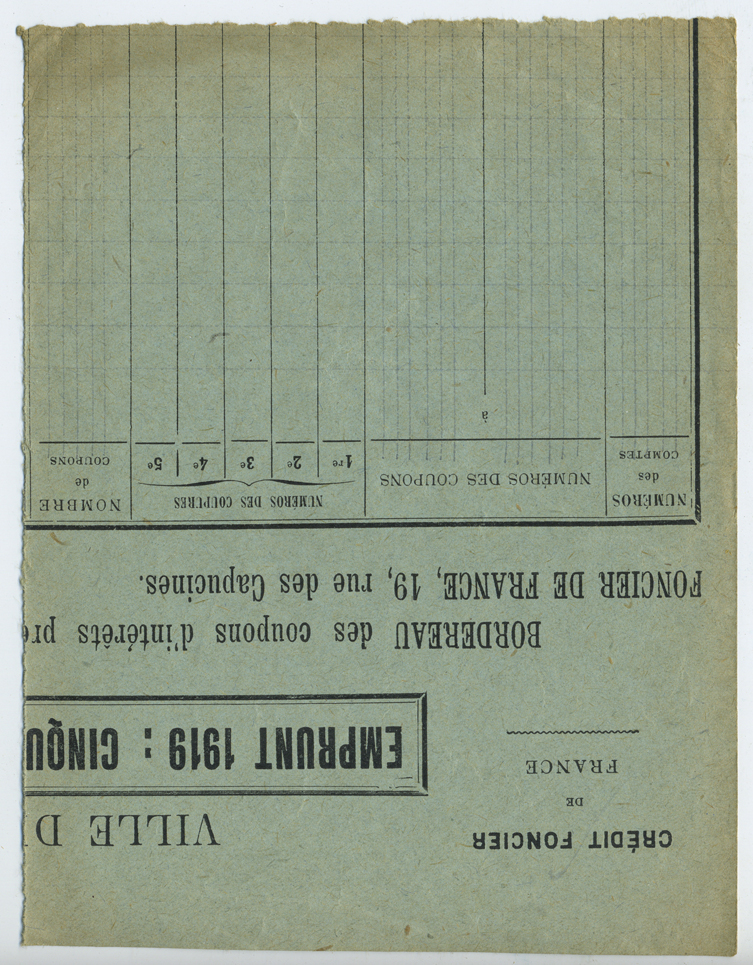 CRÉDIT FONCIER
DE
FRANCE
VILLE D
EMPRUNT 1919 : CINQU
BORDEREAU des coupons d'intérêts pré
FONCIER DE FRANCE, 19, rue des Capucines.
NUMÉROS
des
COMPTES
NUMÉROS DES COUPONS
à
NUMÉROS DES COUPURES
1re 2e 3e 4e 5e
NOMBRE
de
COUPONS